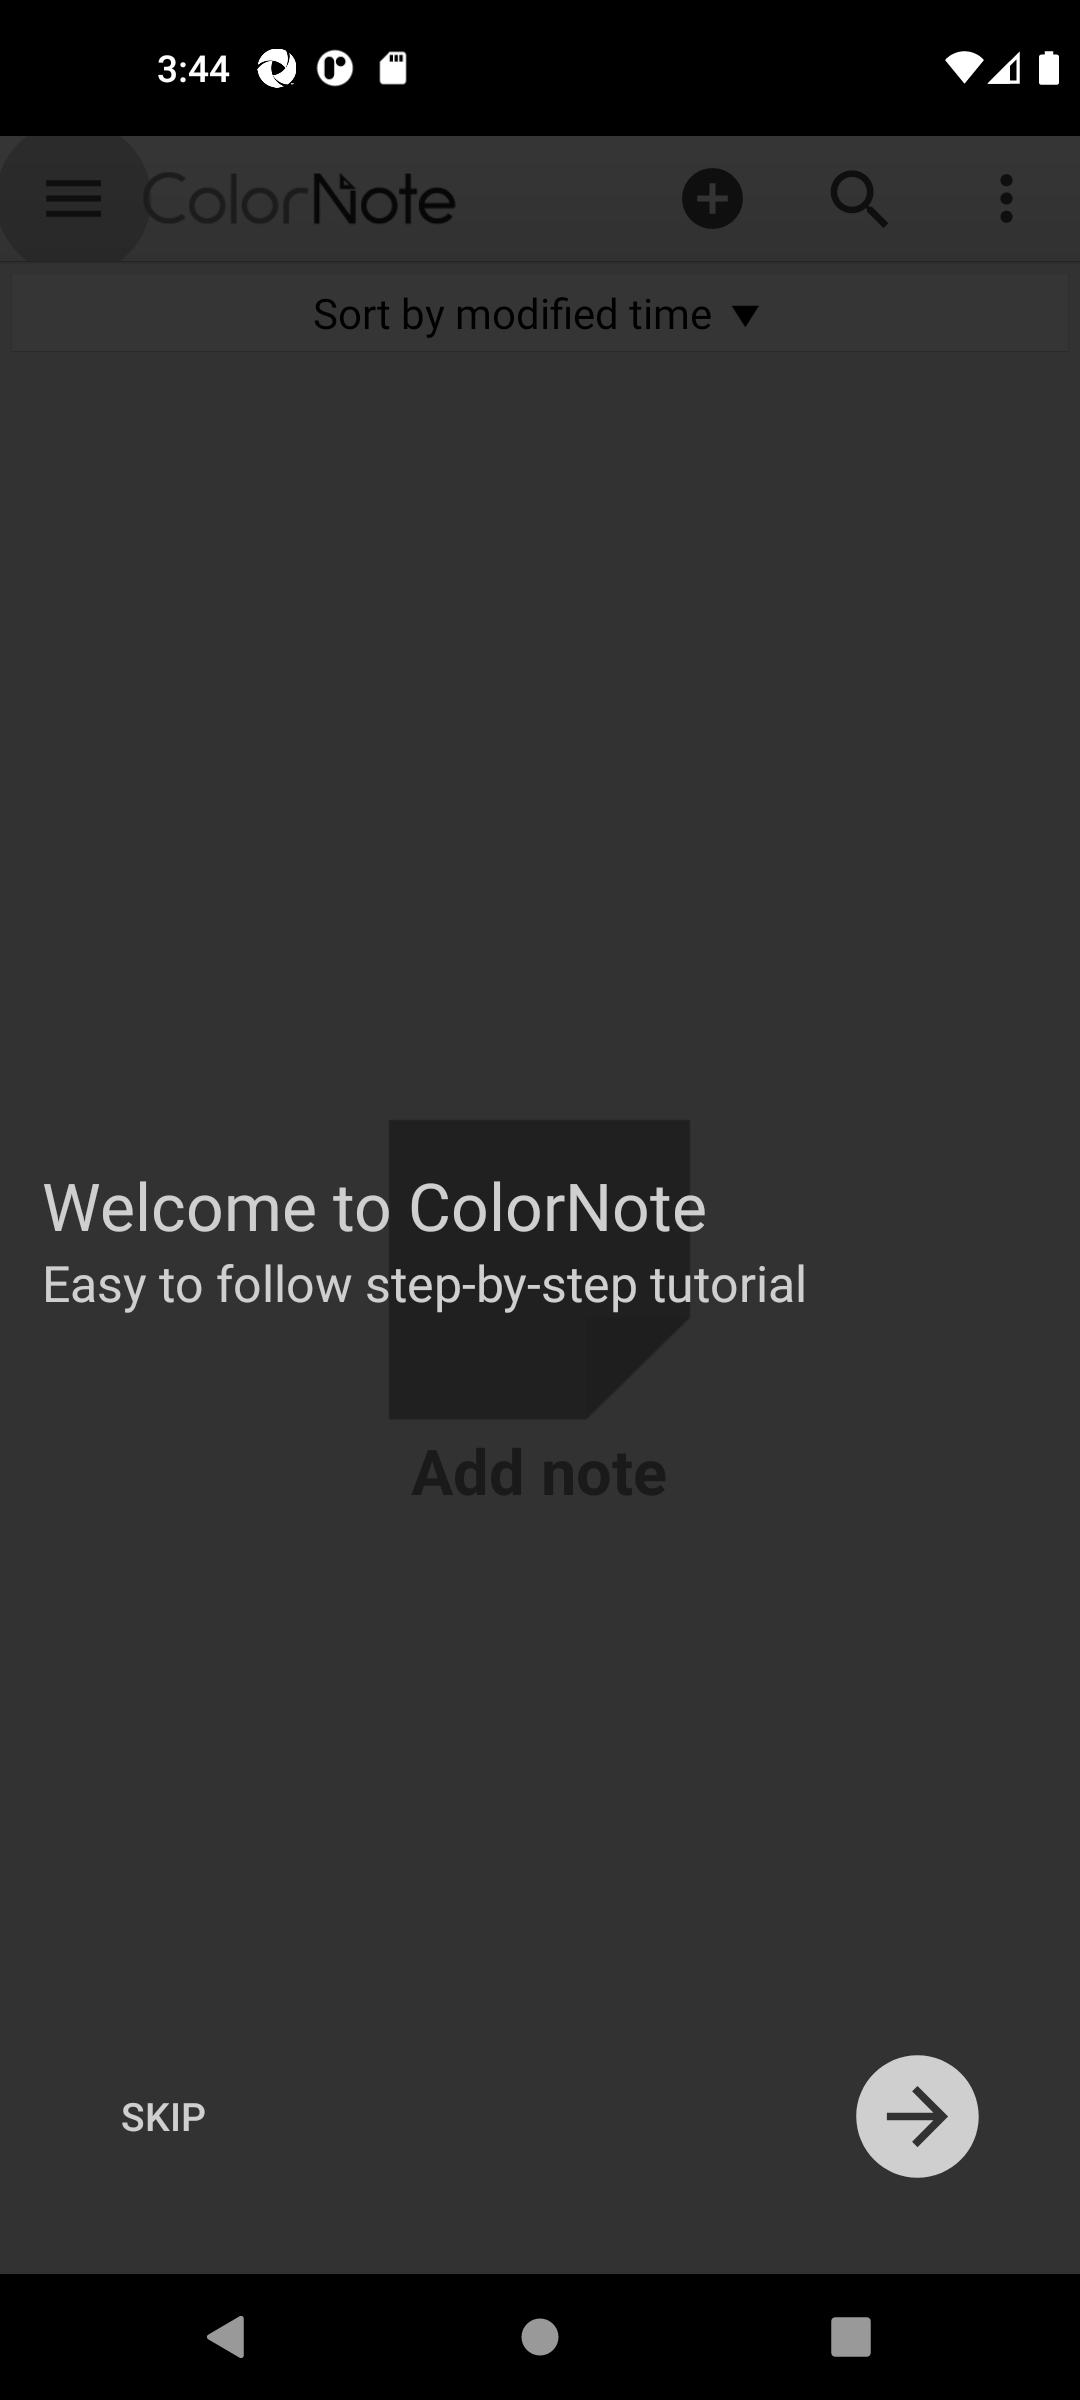 3:44
ColorNote
Sort by modified time ▼
Welcome to ColorNote
Easy to follow step-by-step tutorial
Add note
SKIP